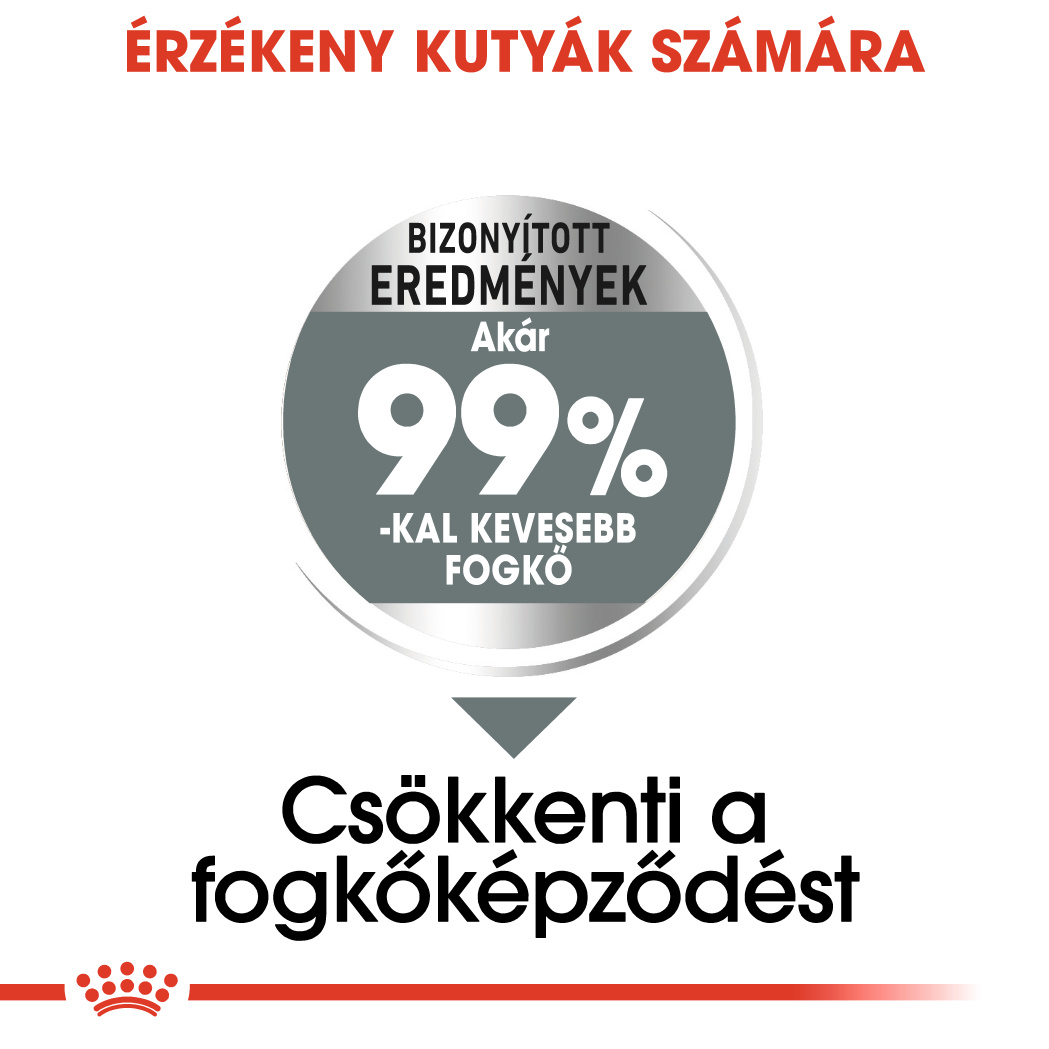 ÉRZÉKENY KUTYÁK SZÁMÁRA
BIZONYÍTOTT
EREDMÉNYEK
Akár
99%
-KAL KEVESEBB
FOGKŐ
Csökkenti a
fogkőképződést